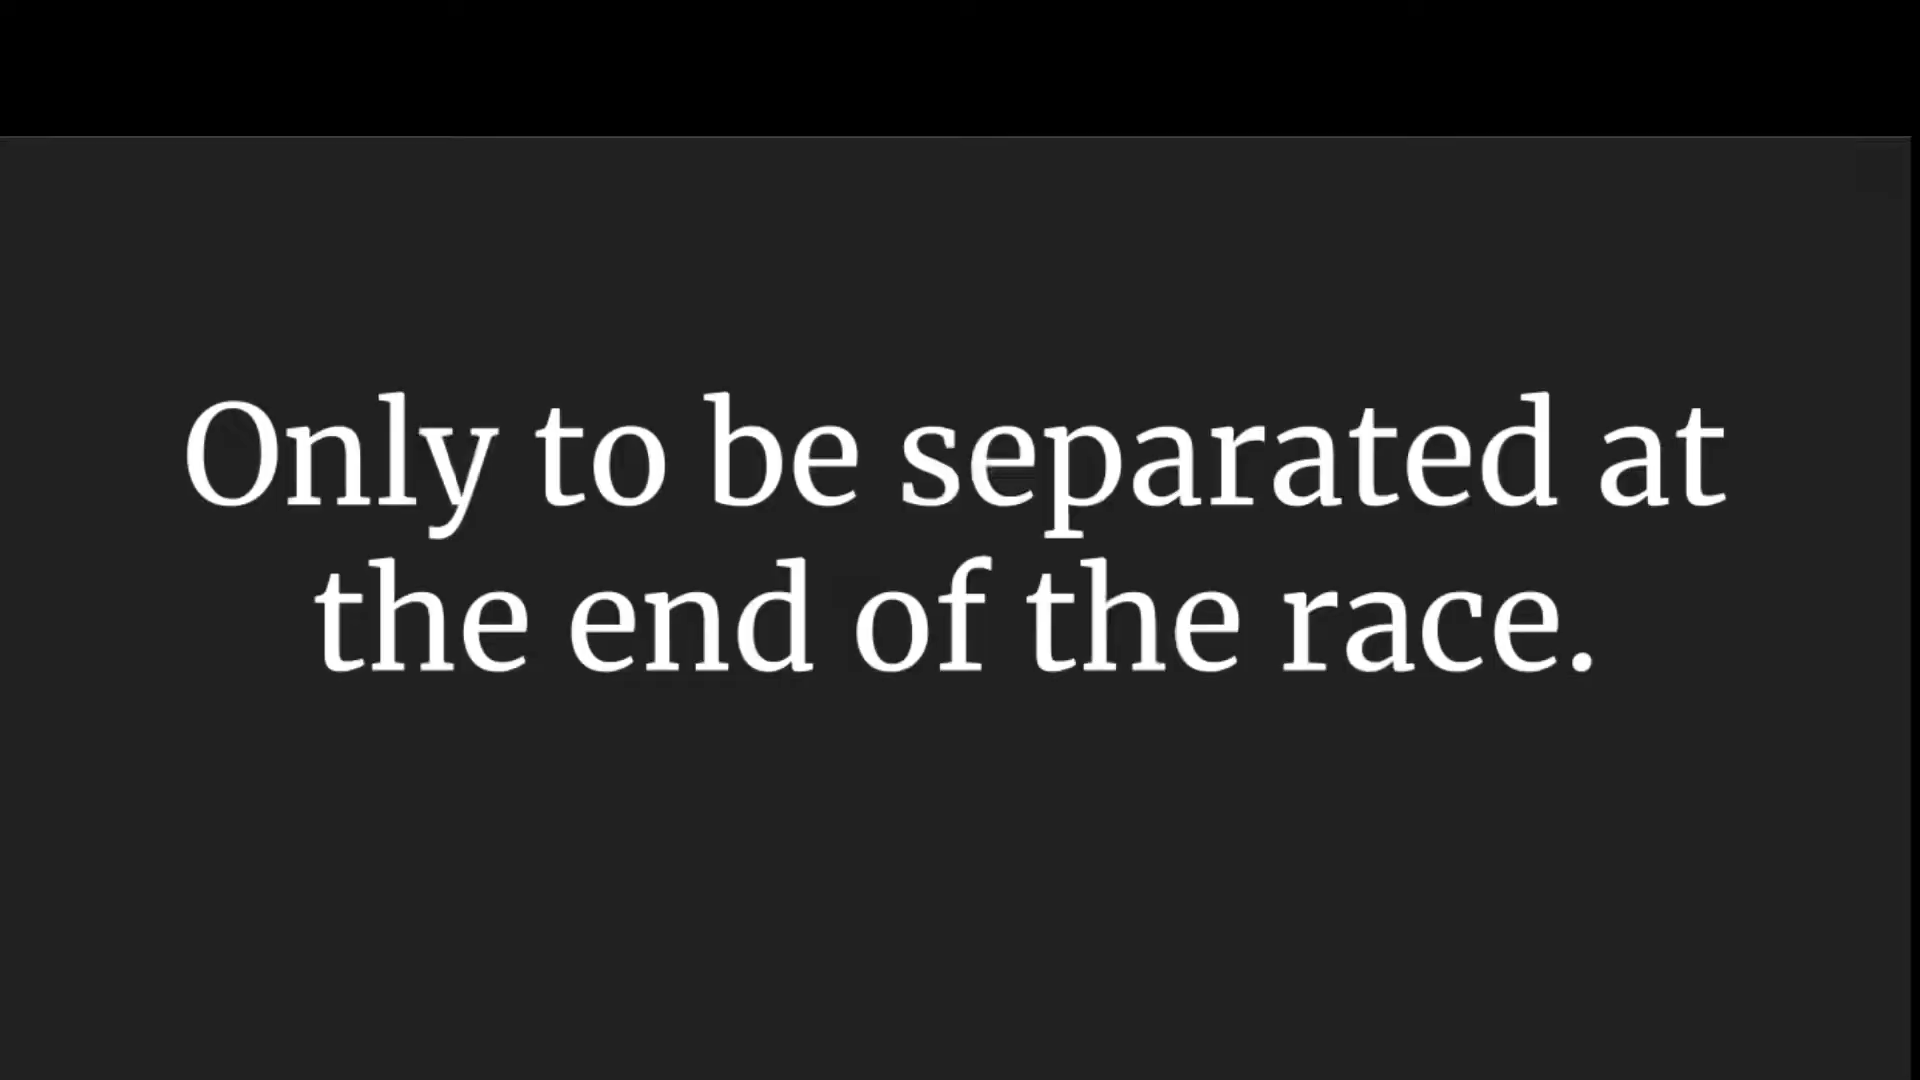 Only to be separated at
the end of the race.